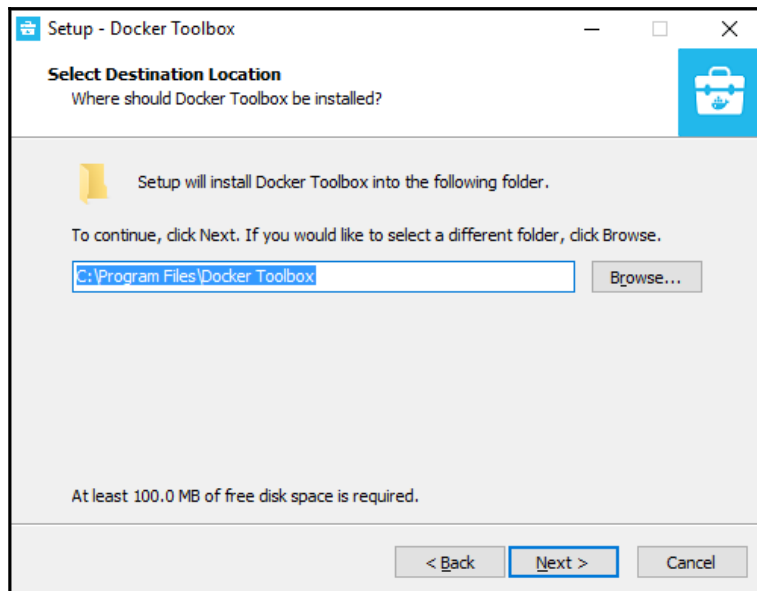 Setup - Docker Toolbox
Select Destination Location
Where should Docker Toolbox be installed?
Setup will install Docker Toolbox into the following folder.
To continue, click Next. If you would like to select a different folder, click Browse.
C:\Program Files\Docker Toolbox
Browse...
At least 100.0 MB of free disk space is required.
< Back
Next >
Cancel